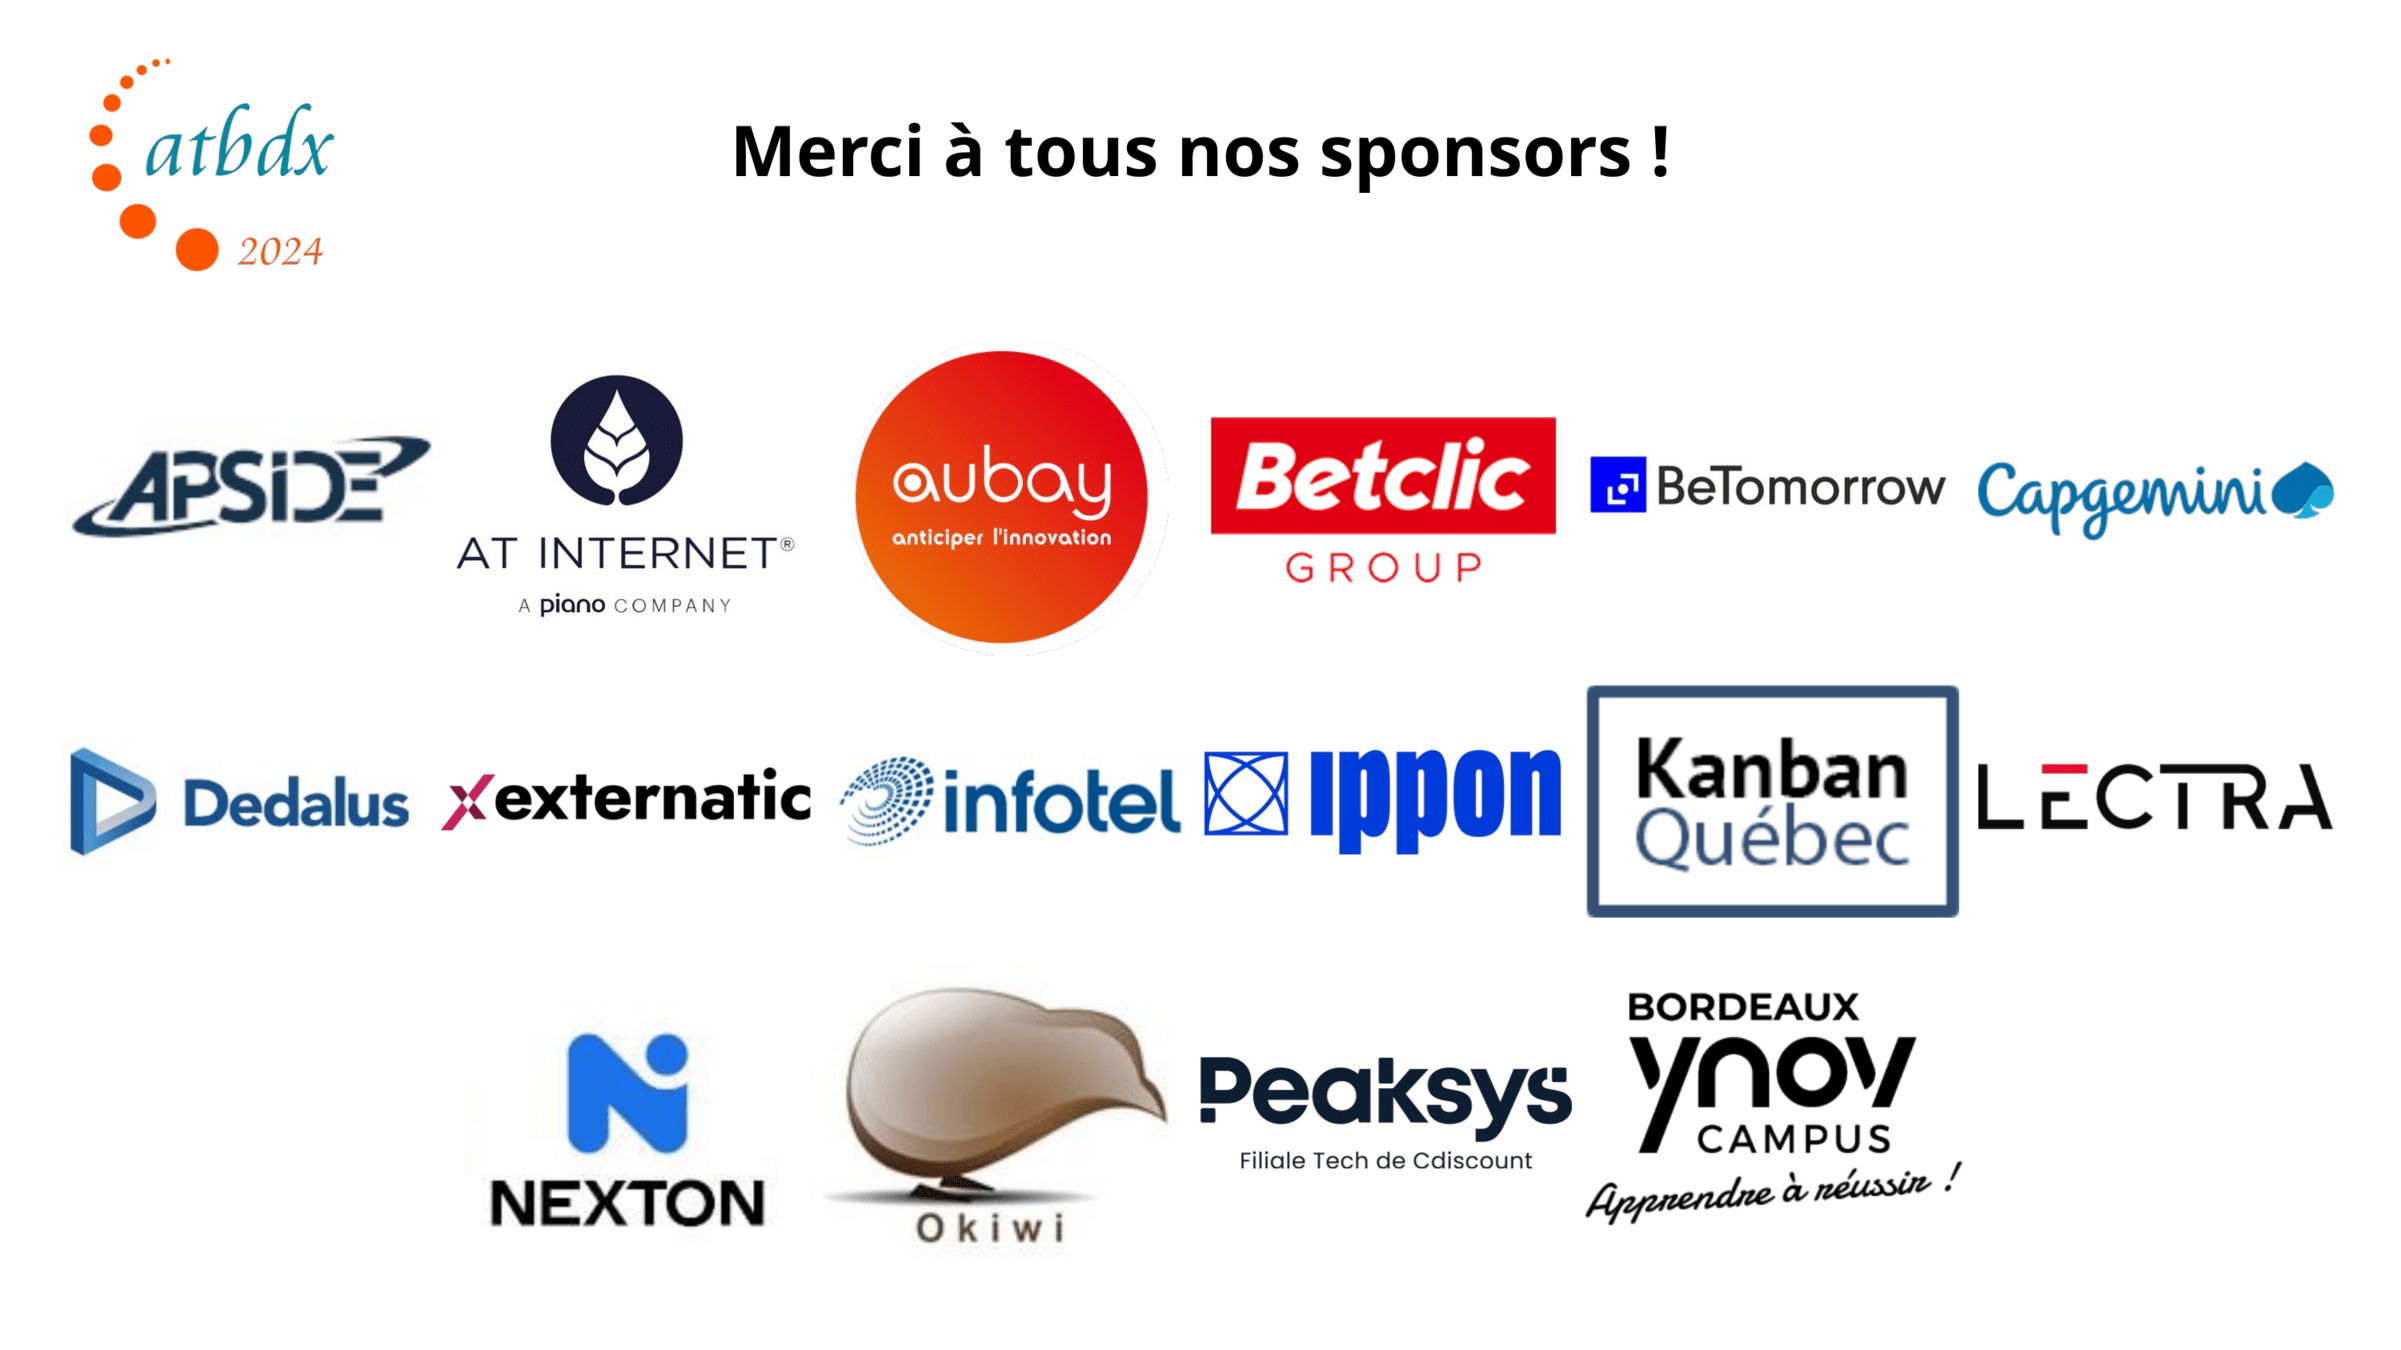 atbdx
2024
Merci à tous nos sponsors !
APSIDE
AT INTERNET®
A piano COMPANY
aubay
anticiper l'innovation
Betclic
GROUP
BeTomorrow
Capgemini
Dedalus
externatic
infotel
ippon
Kanban
Québec
LECTRA
NEXTON
Okiwi
Peaksys
Filiale Tech de Cdiscount
BORDEAUX
ynov
CAMPUS
Apprendre à réussir !